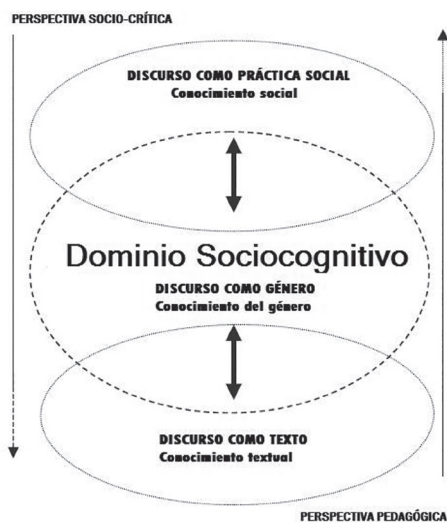 PERSPECTIVA SOCIO-CRÍTICA
DISCURSO COMO PRÁCTICA SOCIAL
Conocimiento social
Dominio Sociocognitivo
DISCURSO COMO GÉNERO
Conocimiento del género
DISCURSO COMO TEXTO
Conocimiento textual
PERSPECTIVA PEDAGÓGICA